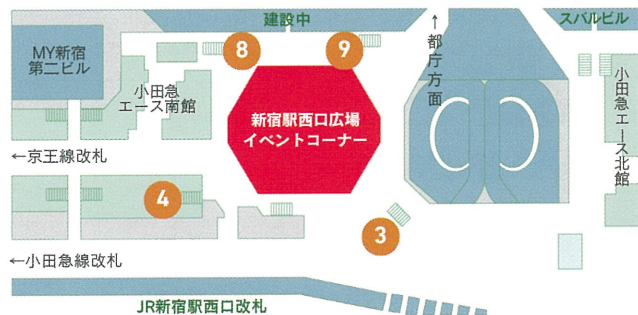 建設中
↑都庁方面
スバルビル
8
9
MY新宿
第二ビル
小田急
エース南館
新宿駅西口広場
イベントコーナー
小田急エース北館
←京王線改札
4
3
←小田急線改札
JR新宿駅西口改札